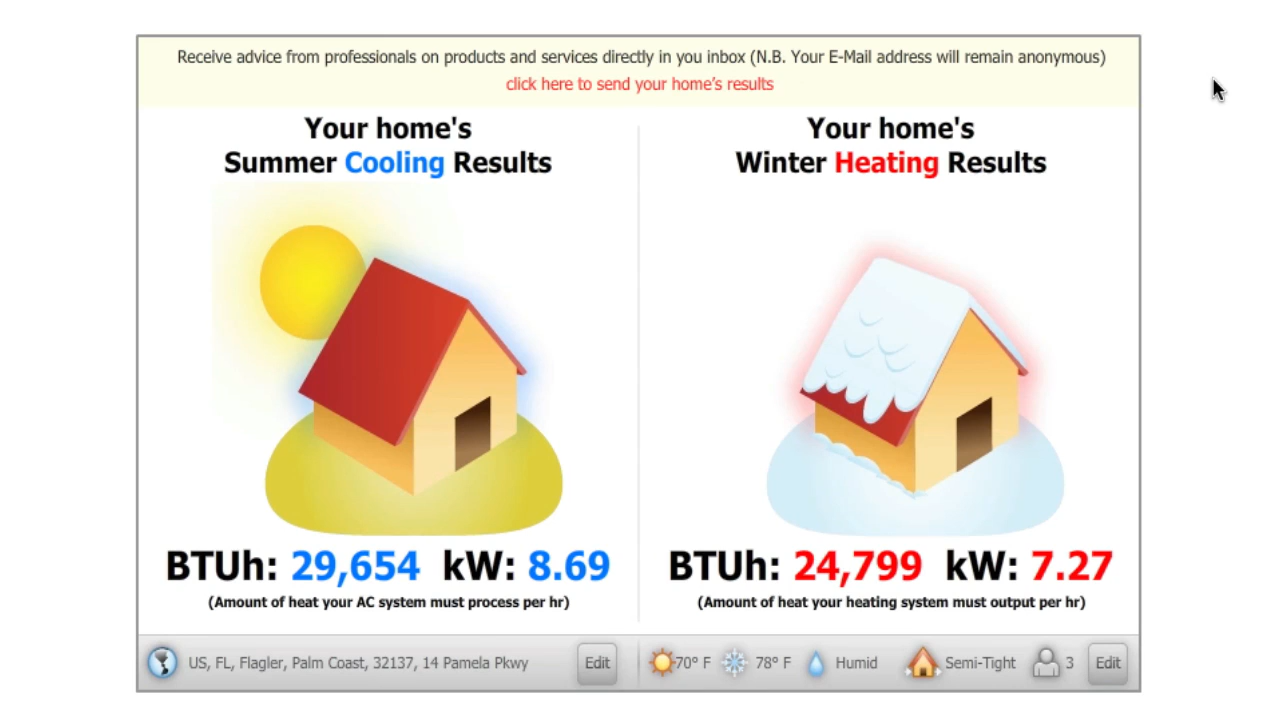 Receive advice from professionals on products and services directly in you inbox (N.B. Your E-Mail address will remain anonymous)
click here to send your home's results
Your home's
Summer Cooling Results
BTUh: 29,654 kW: 8.69
(Amount of heat your AC system must process per hr)
Your home's
Winter Heating Results
BTUh: 24,799 kW: 7.27
(Amount of heat your heating system must output per hr)
US, FL, Flagler, Palm Coast, 32137, 14 Pamela Pkwy Edit
70° F 78° F Humid Semi-Tight 3 Edit